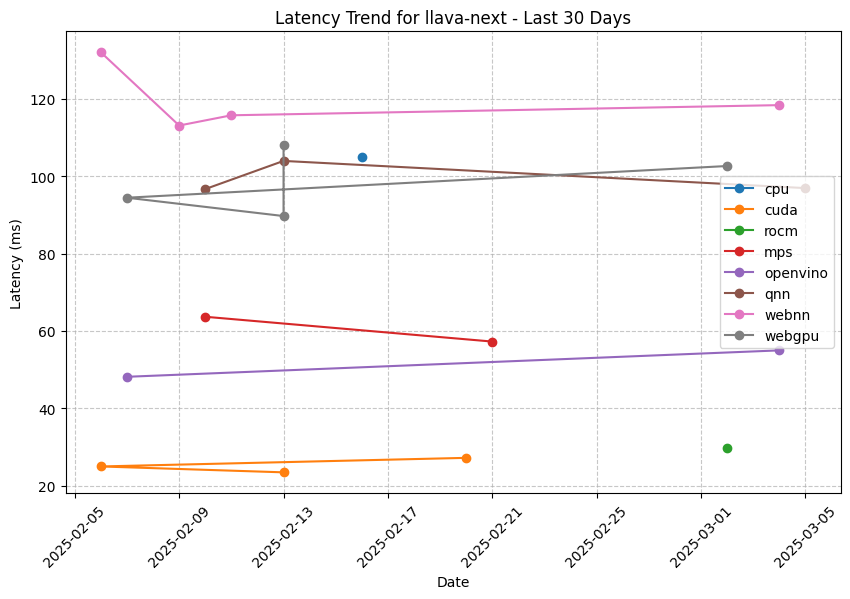 Latency Trend for llava-next - Last 30 Days
Latency (ms)
120
100
80
60
40
20
cpu
cuda
rocm
mps
openvino
qnn
webnn
webgpu
2025-02-05
2025-02-09
2025-02-13
2025-02-17
2025-02-21
2025-02-25
2025-03-01
2025-03-05
Date